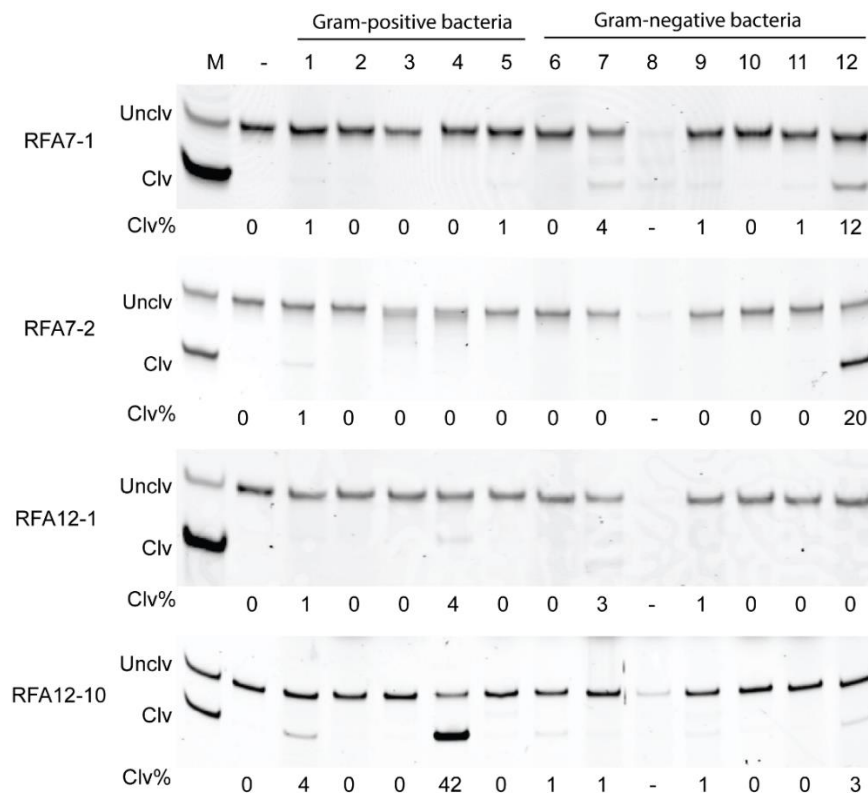 Gram-positive bacteria Gram-negative bacteria
M - 1 2 3 4 5 6 7 8 9 10 11 12
Unclv
RFA7-1
Clv
Clv% 0 1 0 0 0 1 0 4 - 1 0 1 12
Unclv
RFA7-2
Clv
Clv% 0 1 0 0 0 0 0 0 - 0 0 0 20
Unclv
RFA12-1
Clv
Clv% 0 1 0 0 4 0 0 3 - 1 0 0 0
Unclv
RFA12-10
Clv
Clv% 0 4 0 0 42 0 1 1 - 1 0 0 3